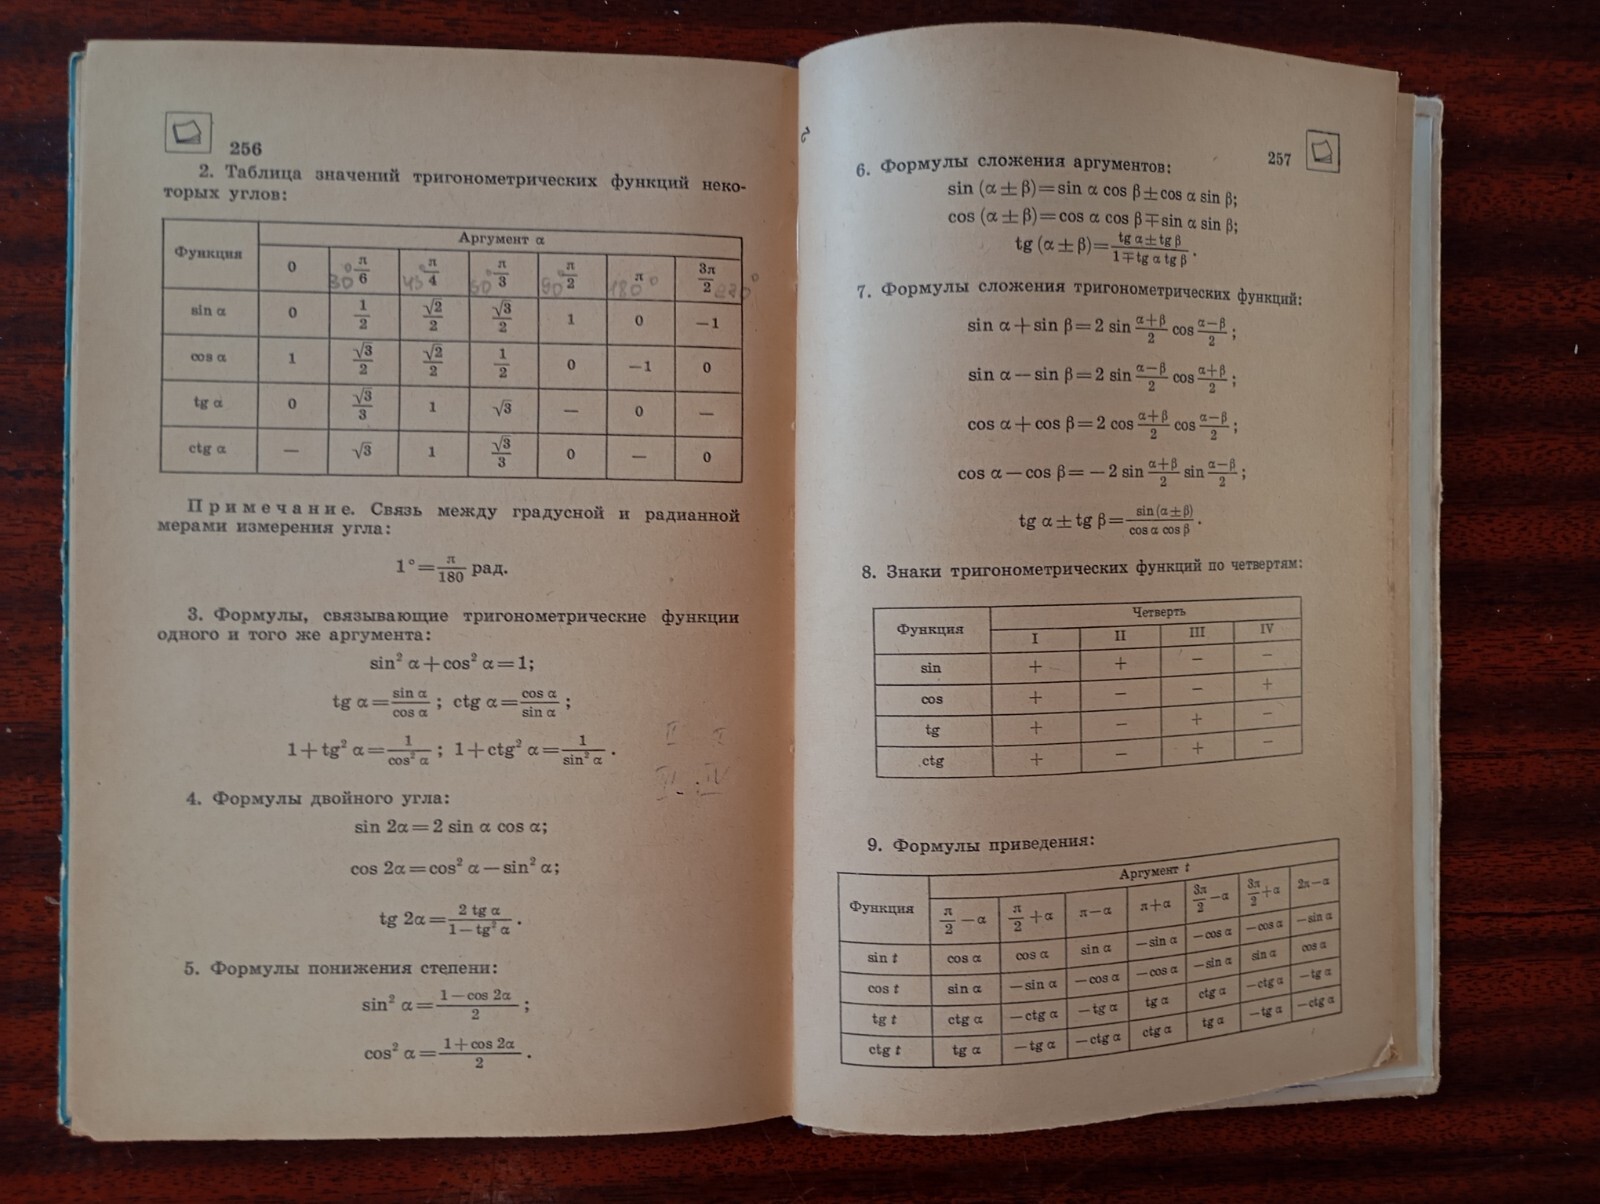 256
2. Таблица значений тригонометрических функций неко-
торых углов:
Функция Аргумент α
0 π/6 π/4 π/3 π/2 π 3π/2
30° 45° 60° 90° 180° 270°
sin α 0 1/2 √2/2 √3/2 1 0 −1
cos α 1 √3/2 √2/2 1/2 0 −1 0
tg α 0 √3/3 1 √3 — 0 —
ctg α — √3 1 √3/3 0 — 0
Примечание. Связь между градусной и радианной
мерами измерения угла:
1°=π/180 рад.
3. Формулы, связывающие тригонометрические функции
одного и того же аргумента:
sin² α+cos² α=1;
tg α=sin α/cos α; ctg α=cos α/sin α;
1+tg² α=1/cos² α; 1+ctg² α=1/sin² α.
II - I
4. Формулы двойного угла:
sin 2α=2 sin α cos α;
cos 2α=cos² α−sin² α;
tg 2α=2 tg α/1−tg² α.
5. Формулы понижения степени:
sin² α=1−cos 2α/2;
cos² α=1+cos 2α/2.
257
6. Формулы сложения аргументов:
sin (α±β)=sin α cos β±cos α sin β;
cos (α±β)=cos α cos β∓sin α sin β;
tg (α±β)=tg α±tg β/1∓tg α tg β.
7. Формулы сложения тригонометрических функций:
sin α+sin β=2 sin α+β/2 cos α−β/2;
sin α−sin β=2 sin α−β/2 cos α+β/2;
cos α+cos β=2 cos α+β/2 cos α−β/2;
cos α−cos β=−2 sin α+β/2 sin α−β/2;
tg α±tg β=sin (α±β)/cos α cos β.
8. Знаки тригонометрических функций по четвертям:
Функция Четверть
I II III IV
sin + + − −
cos + − − +
tg + − + −
ctg + − + −
9. Формулы приведения:
Функция Аргумент t
π/2−α π/2+α π−α π+α 3π/2−α 3π/2+α 2π−α
sin t cos α cos α sin α −sin α −cos α −cos α −sin α
cos t sin α −sin α −cos α −cos α −sin α sin α cos α
tg t ctg α −ctg α −tg α tg α ctg α −ctg α −tg α
ctg t tg α −tg α −ctg α ctg α tg α −tg α −ctg α